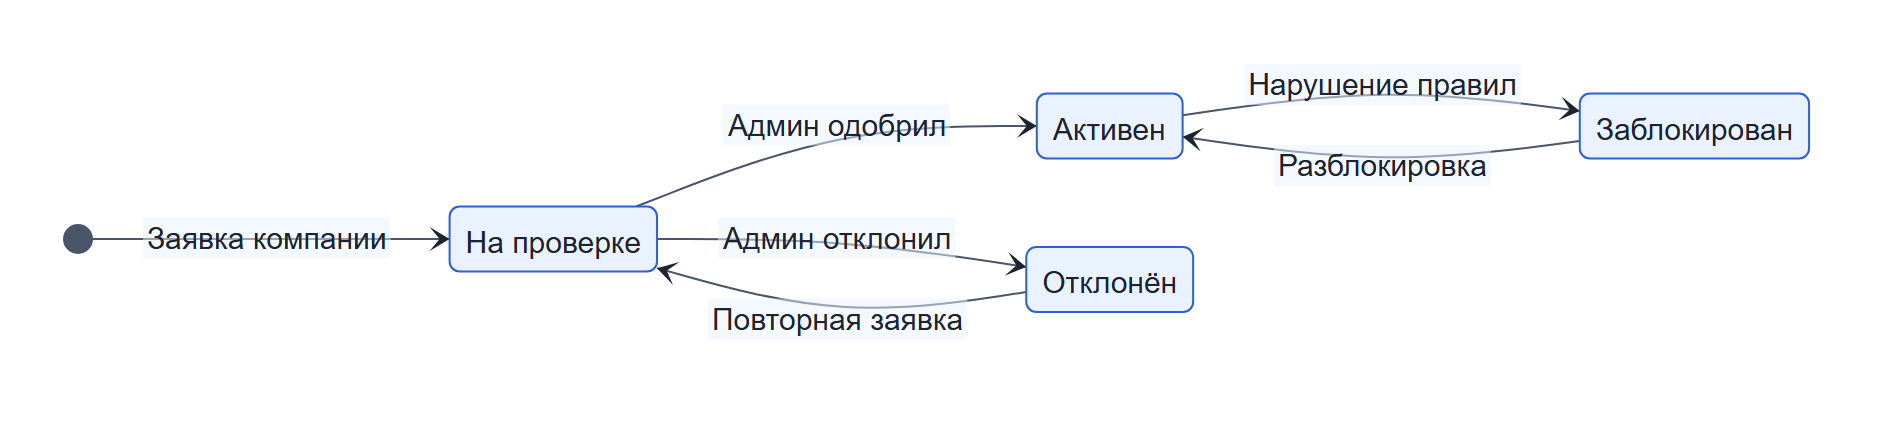 Заявка компании
На проверке
Админ одобрил
Админ отклонил
Повторная заявка
Активен
Отклонён
Нарушение правил
Разблокировка
Заблокирован